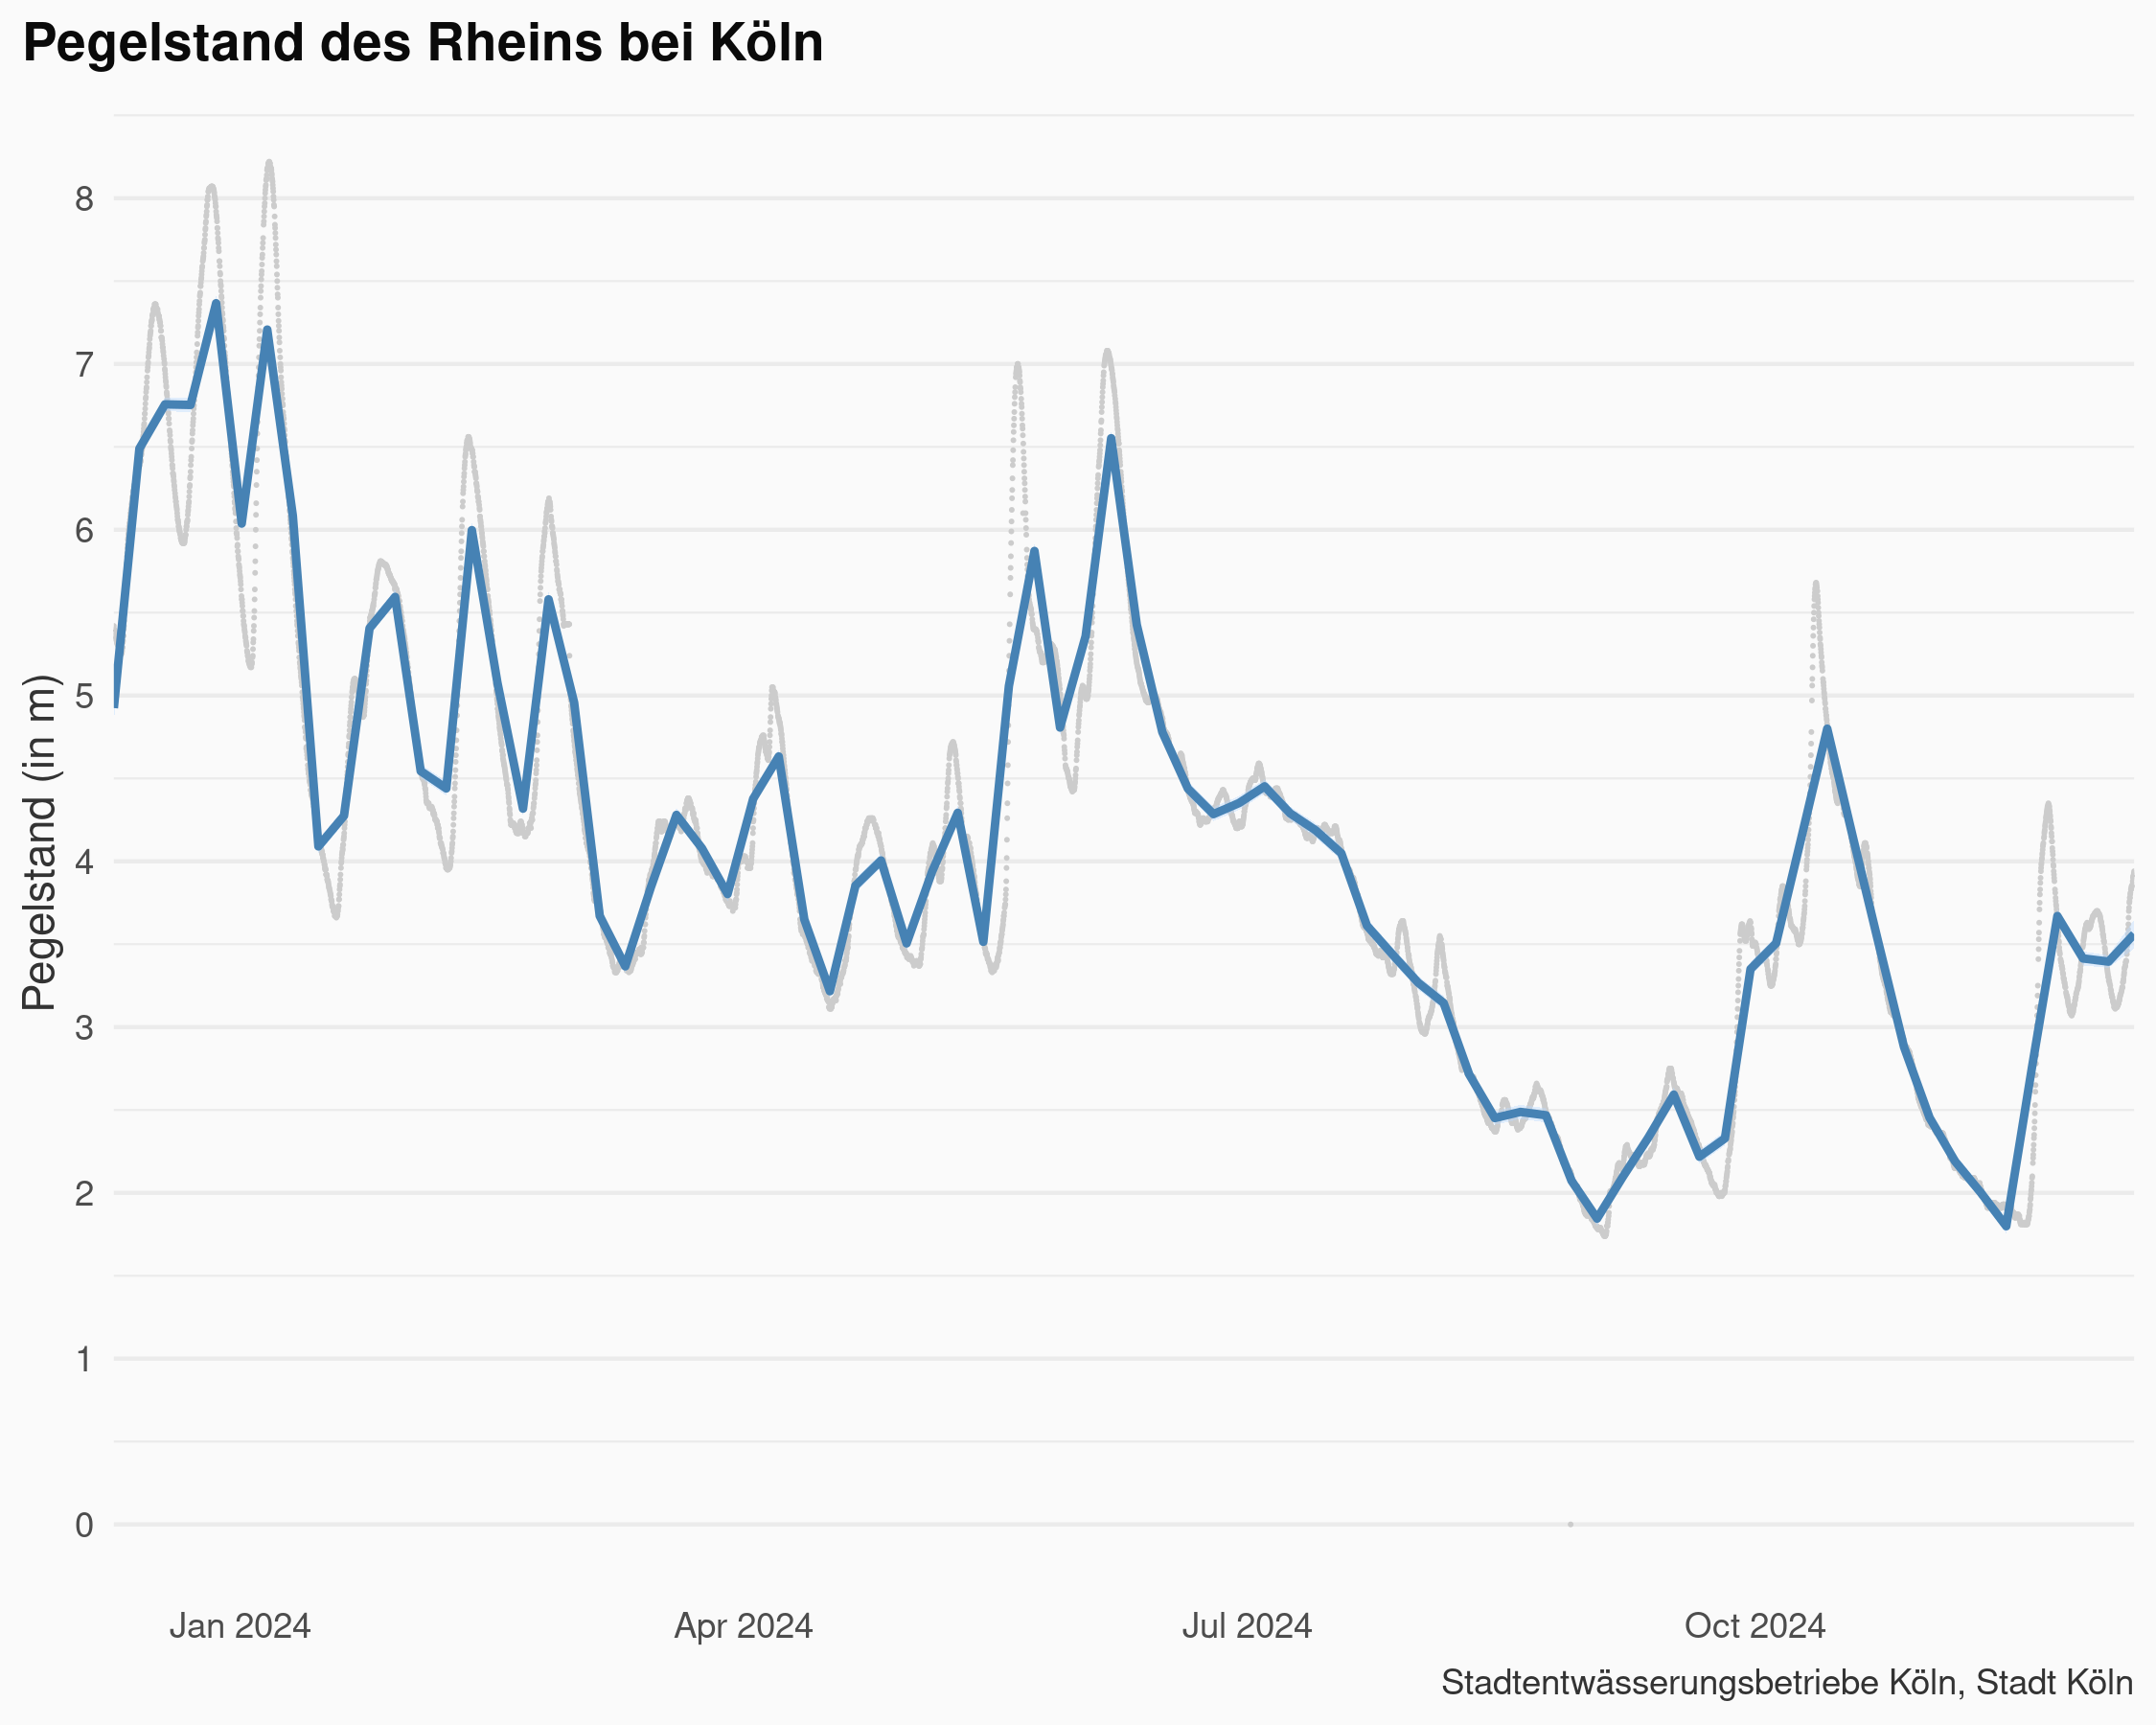 Pegelstand des Rheins bei Köln
Pegelstand (in m)
8
7
6
5
4
3
2
1
0
Jan 2024 Apr 2024 Jul 2024 Oct 2024
Stadtentwässerungsbetriebe Köln, Stadt Köln